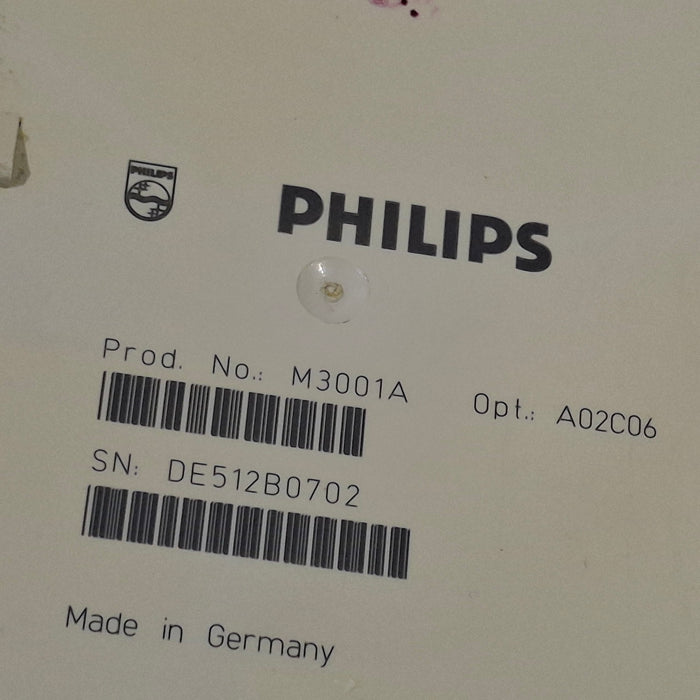 PHILIPS
PHILIPS
Prod. No.: M3001A Opt.: A02C06
SN: DE512B0702
Made in Germany